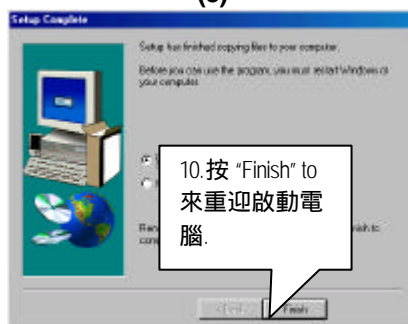 Setup Complete
Setup has finished copying files to your computer.
Before you can use the program, you must restart Windows or
your computer.
10.按 “Finish” to
來重迎啟動電
腦.
Finish